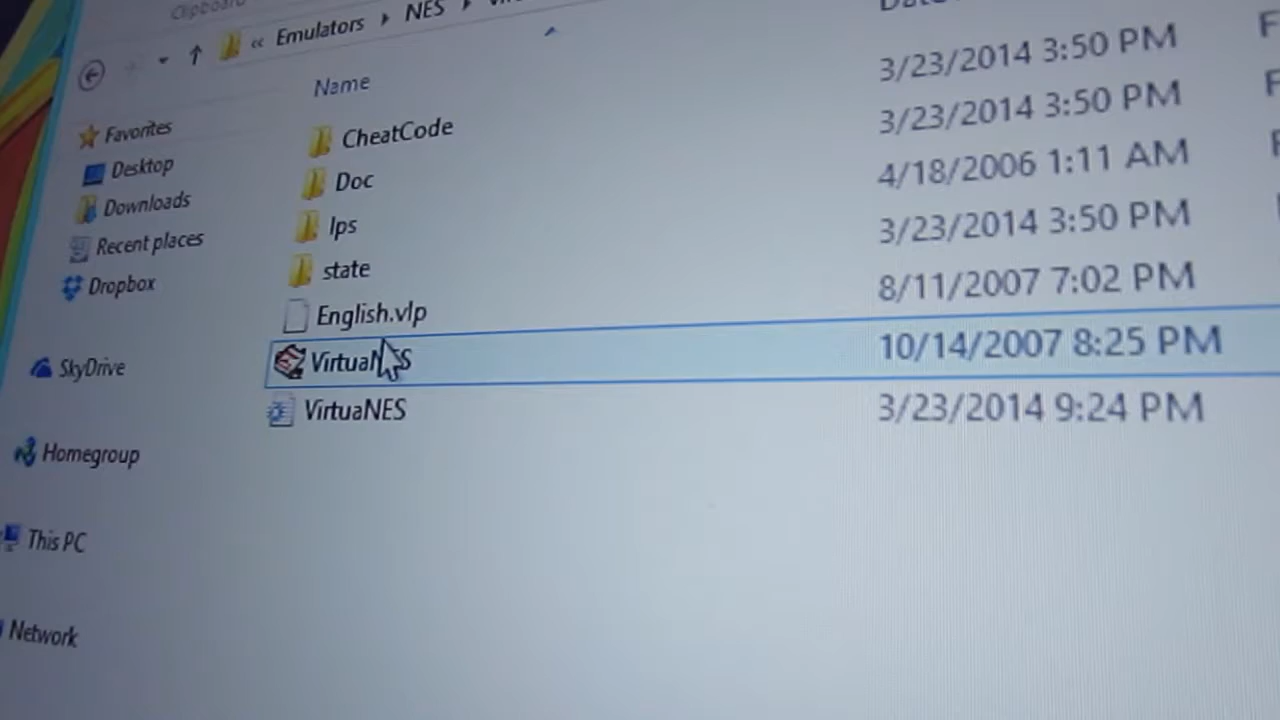 Clipboard
« Emulators ▸ NES ▸
Name
Favorites
Desktop
Downloads
Recent places
Dropbox
SkyDrive
Homegroup
This PC
Network
CheatCode 3/23/2014 3:50 PM
Doc 3/23/2014 3:50 PM
Ips 4/18/2006 1:11 AM
state 3/23/2014 3:50 PM
English.vlp 8/11/2007 7:02 PM
VirtuaNES 10/14/2007 8:25 PM
VirtuaNES 3/23/2014 9:24 PM